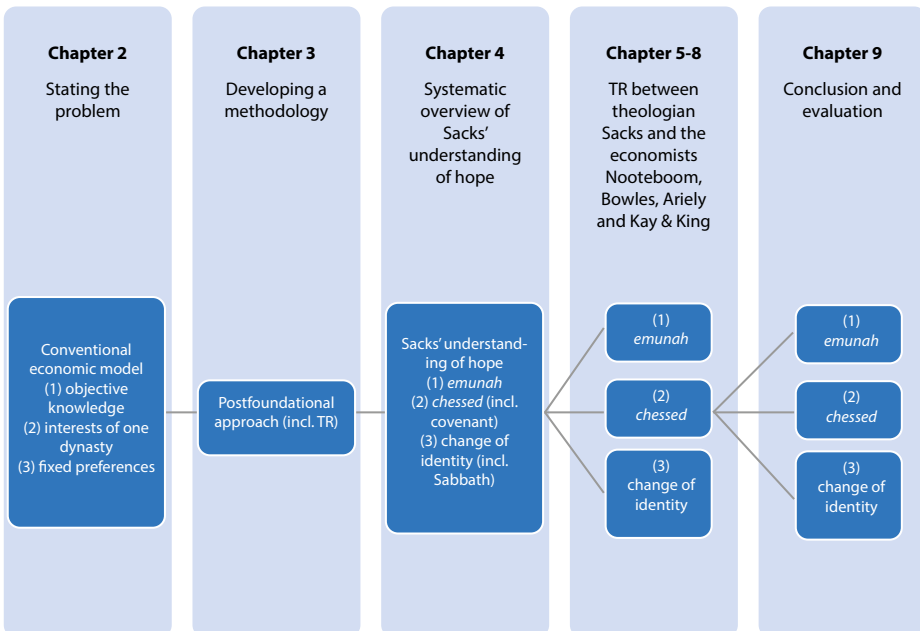 Chapter 2
Stating the
problem
Conventional
economic model
(1) objective
knowledge
(2) interests of one
dynasty
(3) fixed preferences
Chapter 3
Developing a
methodology
Postfoundational
approach (incl. TR)
Chapter 4
Systematic
overview of
Sacks’
understanding
of hope
Sacks’ understand-
ing of hope
(1) emunah
(2) chessed (incl.
covenant)
(3) change of
identity (incl.
Sabbath)
Chapter 5-8
TR between
theologian
Sacks and the
economists
Nooteboom,
Bowles, Ariely
and Kay & King
(1)
emunah
(2)
chessed
(3)
change of
identity
Chapter 9
Conclusion and
evaluation
(1)
emunah
(2)
chessed
(3)
change of
identity